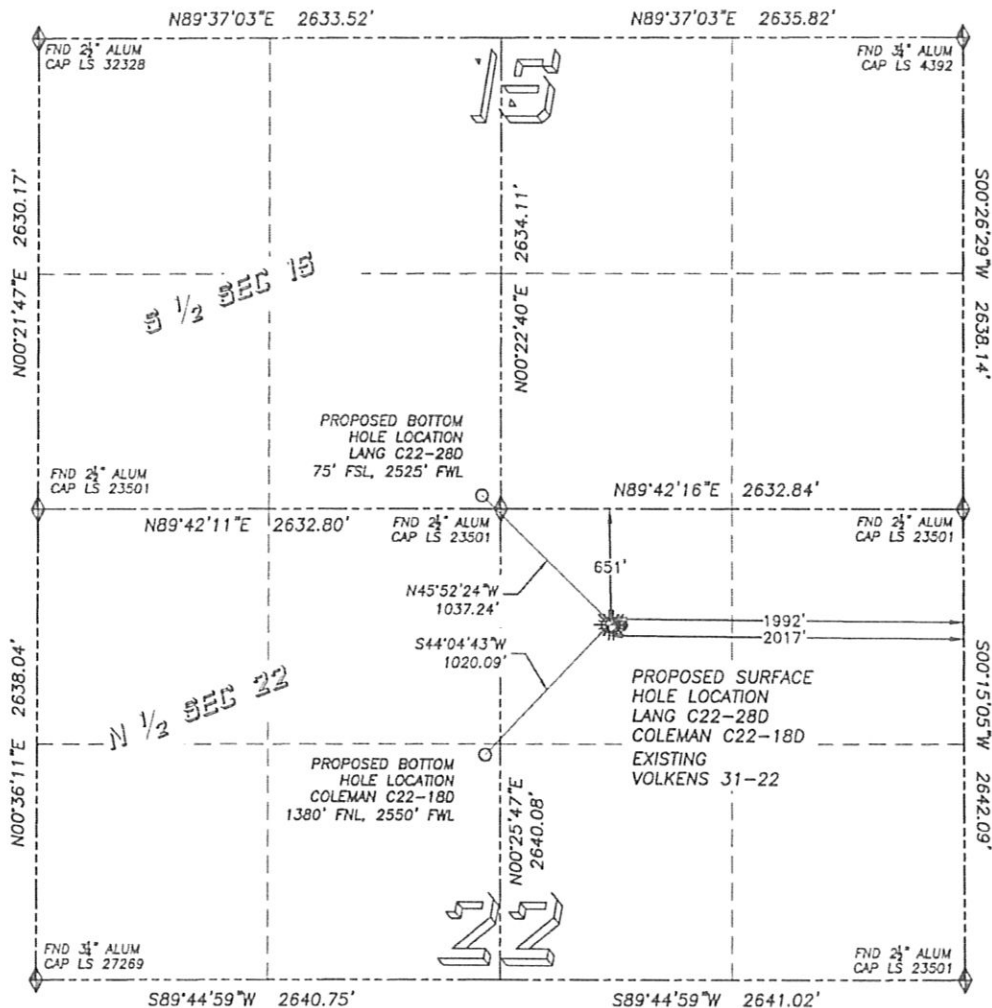 N89°37'03"E 2633.52'
N89°37'03"E 2635.82'
FND 2½" ALUM
CAP LS 32328
15
FND 3¼" ALUM
CAP LS 4392
N00°21'47"E 2630.17'
S ½ SEC 15
N00°22'40"E 2634.11'
S00°26'29"W 2638.14'
PROPOSED BOTTOM
HOLE LOCATION
LANG C22-28D
75' FSL, 2525' FWL
FND 2½" ALUM
CAP LS 23501
N89°42'16"E 2632.84'
N89°42'11"E 2632.80'
FND 2½" ALUM
CAP LS 23501
FND 2½" ALUM
CAP LS 23501
651'
N45°52'24"W
1037.24'
1992'
2017'
S44°04'43"W
1020.09'
PROPOSED SURFACE
HOLE LOCATION
LANG C22-28D
COLEMAN C22-18D
EXISTING
VOLKENS 31-22
N00°36'11"E 2638.04'
N ½ SEC 22
S00°15'05"W 2642.09'
PROPOSED BOTTOM
HOLE LOCATION
COLEMAN C22-18D
1380' FNL, 2550' FWL
N00°25'47"E
2640.08'
22
FND 3¼" ALUM
CAP LS 27269
FND 2½" ALUM
CAP LS 23501
S89°44'59"W 2640.75'
S89°44'59"W 2641.02'